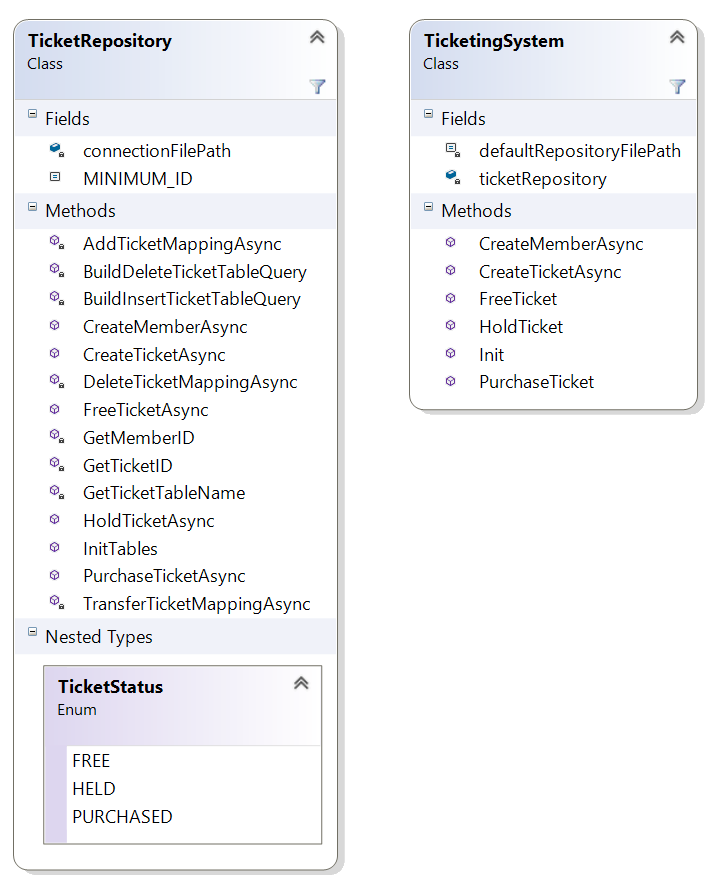 TicketRepository
Class
Fields
connectionFilePath
MINIMUM_ID
Methods
AddTicketMappingAsync
BuildDeleteTicketTableQuery
BuildInsertTicketTableQuery
CreateMemberAsync
CreateTicketAsync
DeleteTicketMappingAsync
FreeTicketAsync
GetMemberID
GetTicketID
GetTicketTableName
HoldTicketAsync
InitTables
PurchaseTicketAsync
TransferTicketMappingAsync
Nested Types
TicketStatus
Enum
FREE
HELD
PURCHASED
TicketingSystem
Class
Fields
defaultRepositoryFilePath
ticketRepository
Methods
CreateMemberAsync
CreateTicketAsync
FreeTicket
HoldTicket
Init
PurchaseTicket